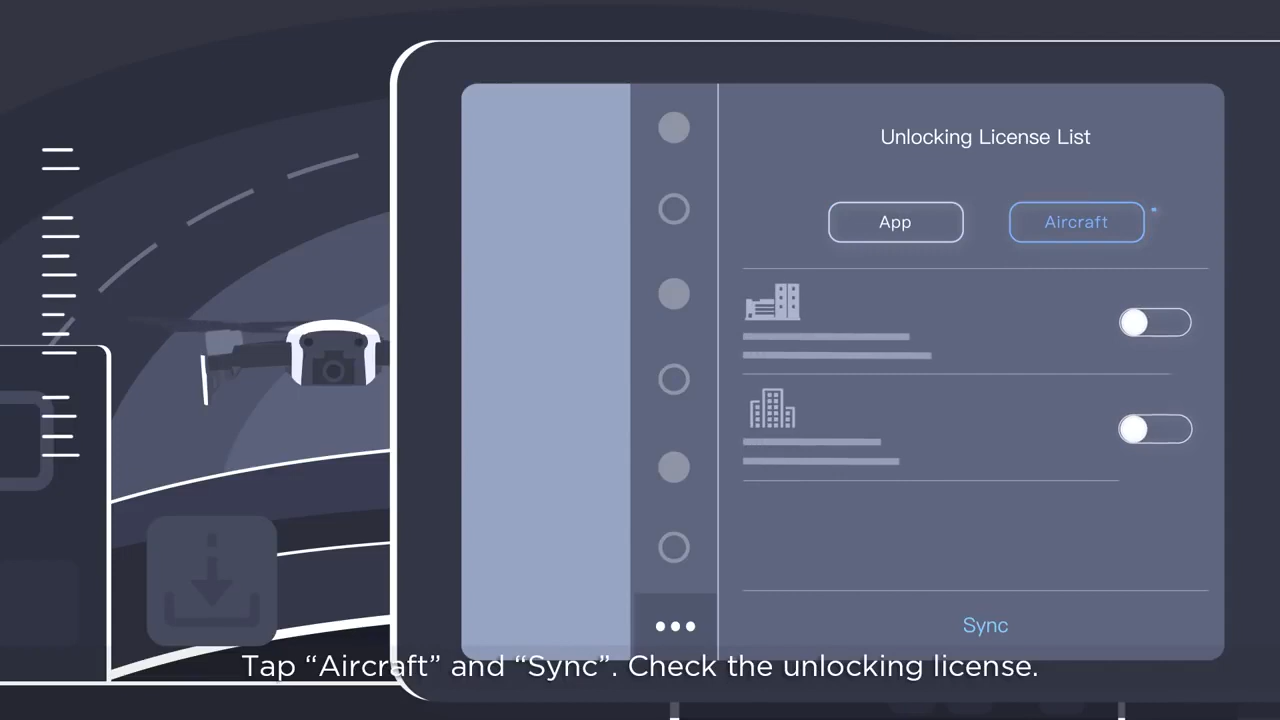 Unlocking License List
App
Aircraft
Sync
Tap “Aircraft” and “Sync”. Check the unlocking license.